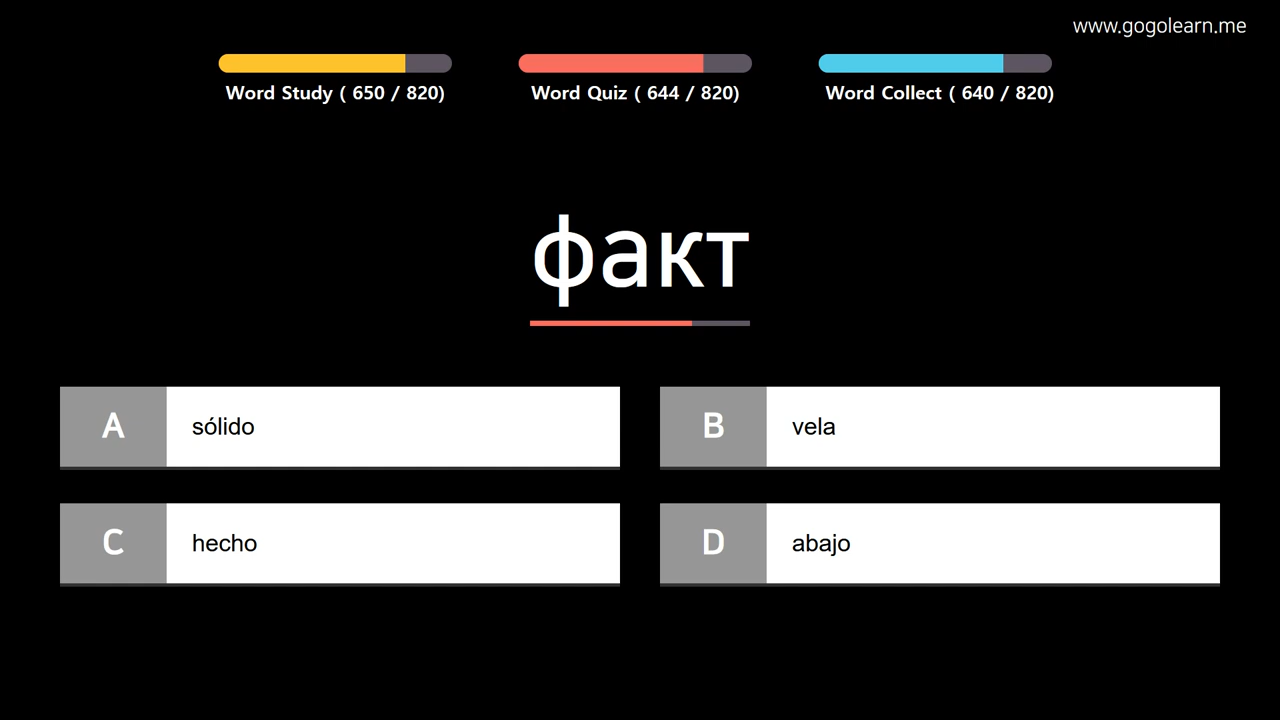 www.gogolearn.me
Word Study ( 650 / 820)
Word Quiz ( 644 / 820)
Word Collect ( 640 / 820)
факт
A
sólido
B
vela
C
hecho
D
abajo